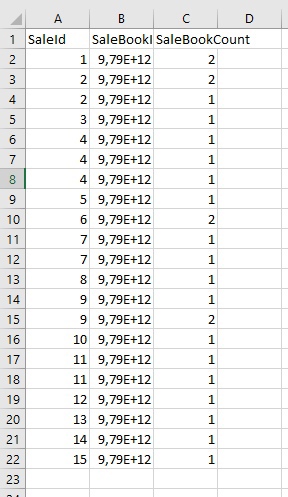 A B C D
1 SaleId SaleBookI SaleBookCount
2 1 9,79E+12 2
3 2 9,79E+12 2
4 2 9,79E+12 1
5 3 9,79E+12 1
6 4 9,79E+12 1
7 4 9,79E+12 1
8 4 9,79E+12 1
9 5 9,79E+12 1
10 6 9,79E+12 2
11 7 9,79E+12 1
12 7 9,79E+12 1
13 8 9,79E+12 1
14 9 9,79E+12 1
15 9 9,79E+12 2
16 10 9,79E+12 1
17 11 9,79E+12 1
18 11 9,79E+12 1
19 12 9,79E+12 1
20 13 9,79E+12 1
21 14 9,79E+12 1
22 15 9,79E+12 1
23